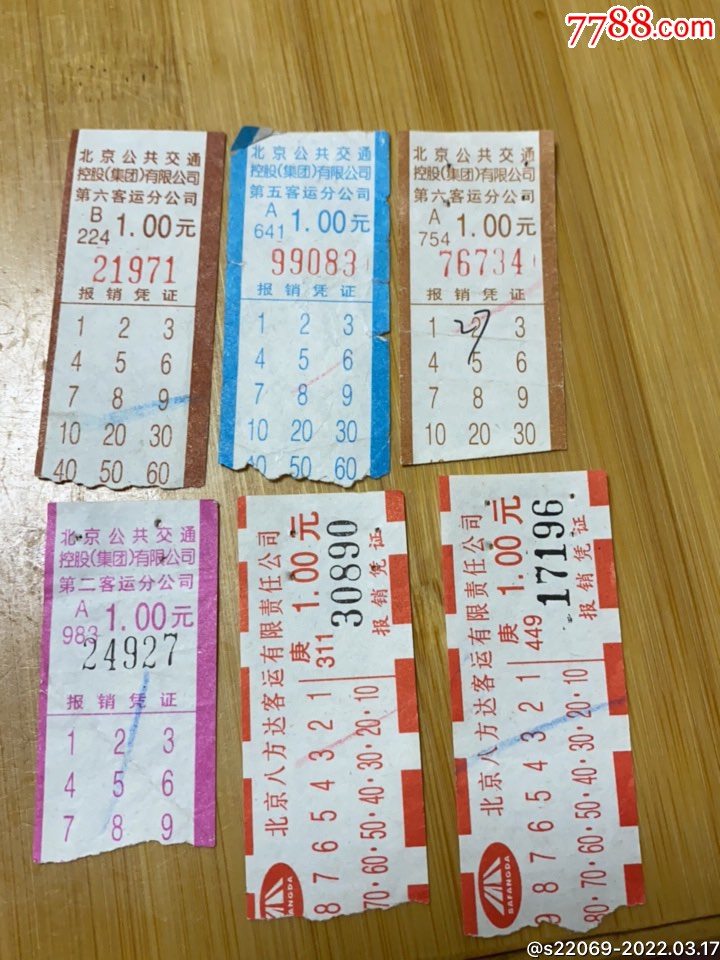 7788.com
北京公共交通
控股(集团)有限公司
第六客运分公司
B
224
1.00元
21971
报销凭证
1 2 3
4 5 6
7 8 9
10 20 30
40 50 60
北京公共交通
控股(集团)有限公司
第五客运分公司
A
641
1.00元
99083
报销凭证
1 2 3
4 5 6
7 8 9
10 20 30
40 50 60
北京公共交通
控股(集团)有限公司
第六客运分公司
A
754
1.00元
76734
报销凭证
1 2 3
27
4 5 6
7 8 9
10 20 30
北京公共交通
控股(集团)有限公司
第二客运分公司
A
983
1.00元
24927
报销凭证
1 2 3
4 5 6
7 8 9
北京八方达客运有限责任公司
庚
311
1.00元
30890
报销凭证
8 7 6 5 4 3 2 1
70·60·50·40·30·20·10
BAFANGDA
北京八方达客运有限责任公司
庚
449
1.00元
17196
报销凭证
9 8 7 6 5 4 3 2 1
80·70·60·50·40·30·20·10
BAFANGDA
@s22069-2022.03.17